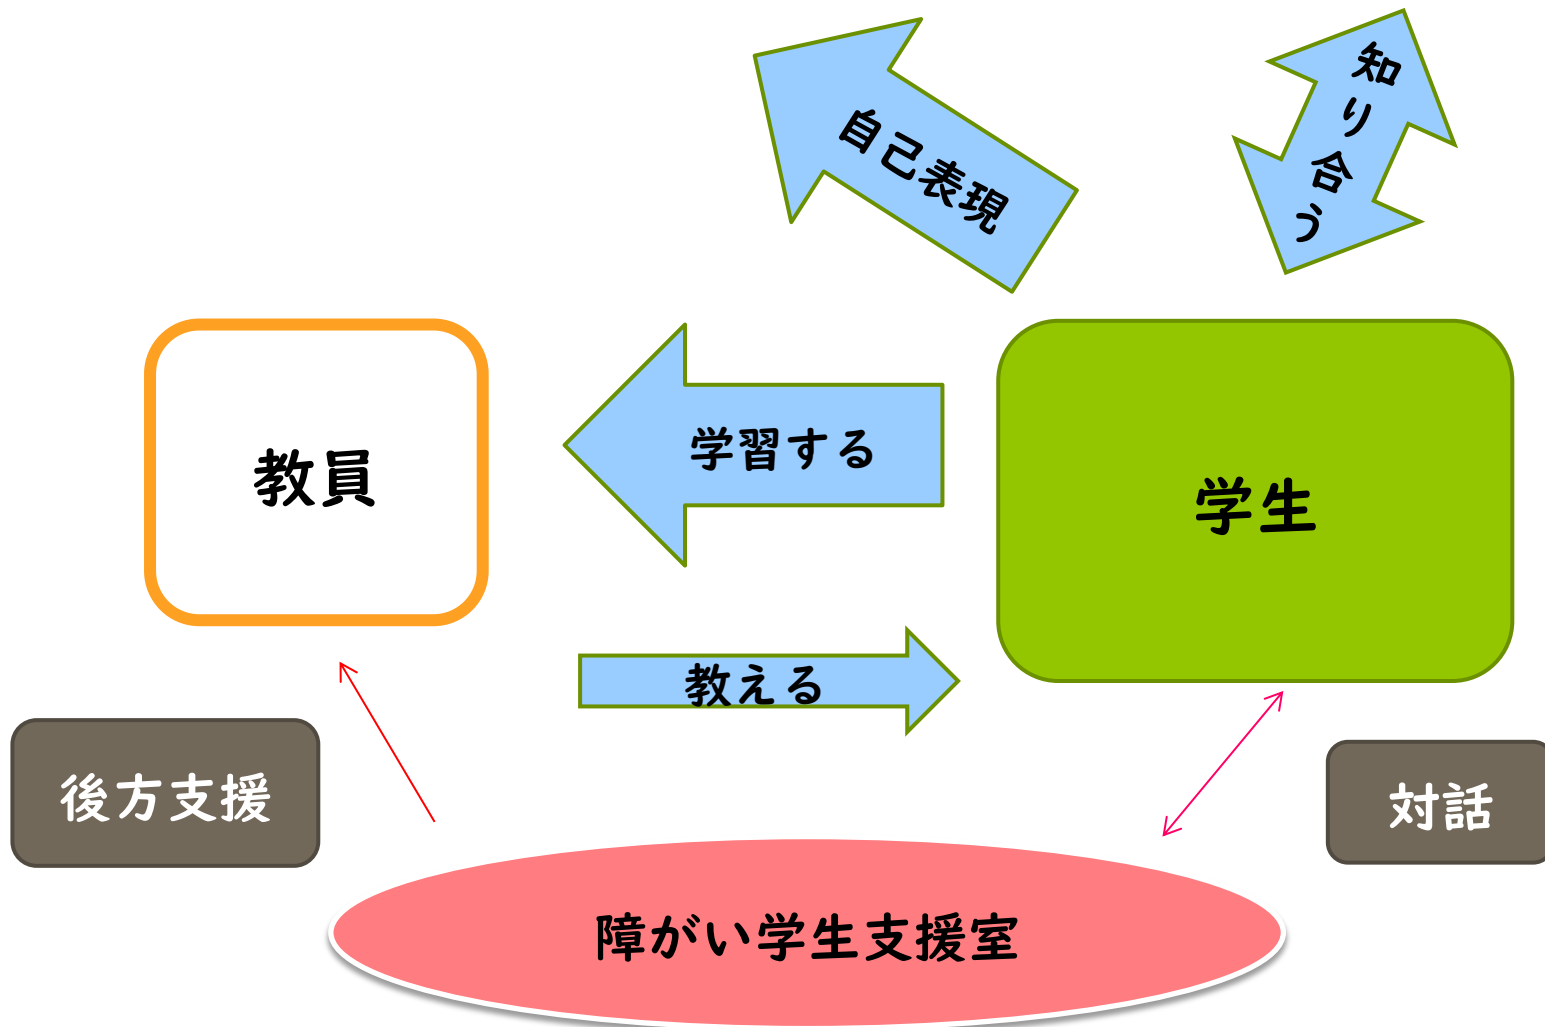 知り合う
自己表現
学習する
教員
学生
教える
後方支援
対話
障がい学生支援室